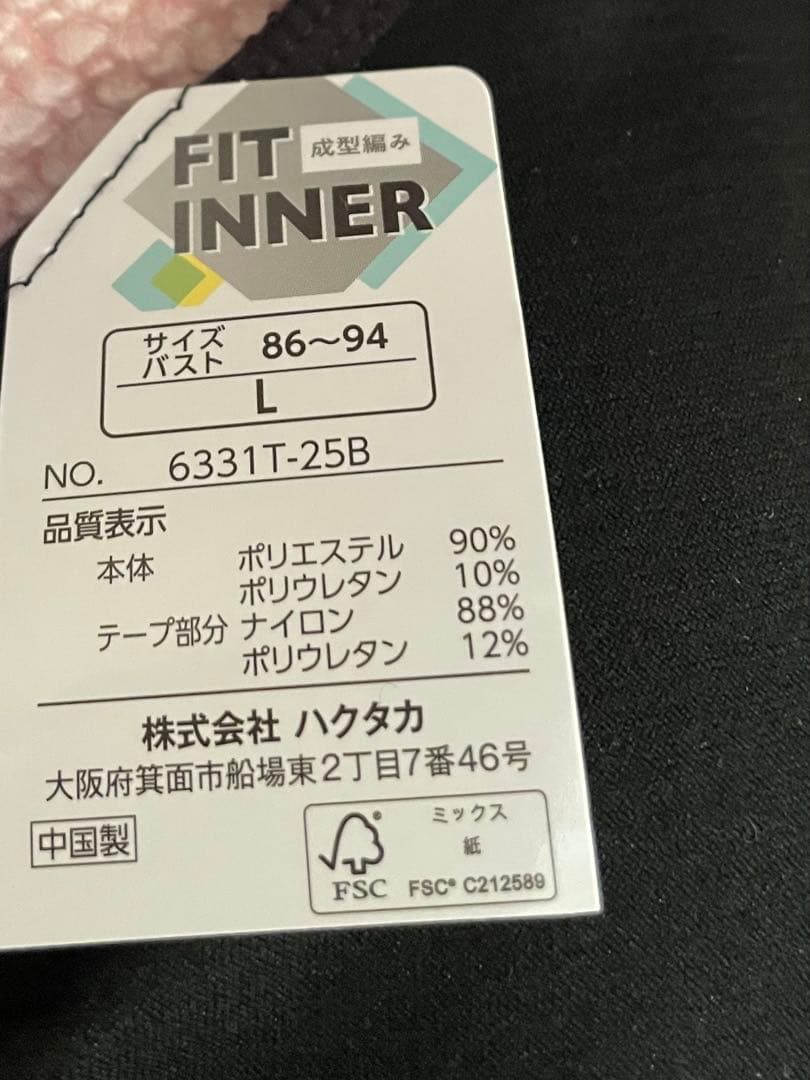 FIT 成型編み
INNER
サイズ
バスト 86～94
L
NO. 6331T-25B
品質表示
本体 ポリエステル 90%
ポリウレタン 10%
テープ部分 ナイロン 88%
ポリウレタン 12%
株式会社 ハクタカ
大阪府箕面市船場東2丁目7番46号
中国製
ミックス
紙
FSC
FSC® C212589